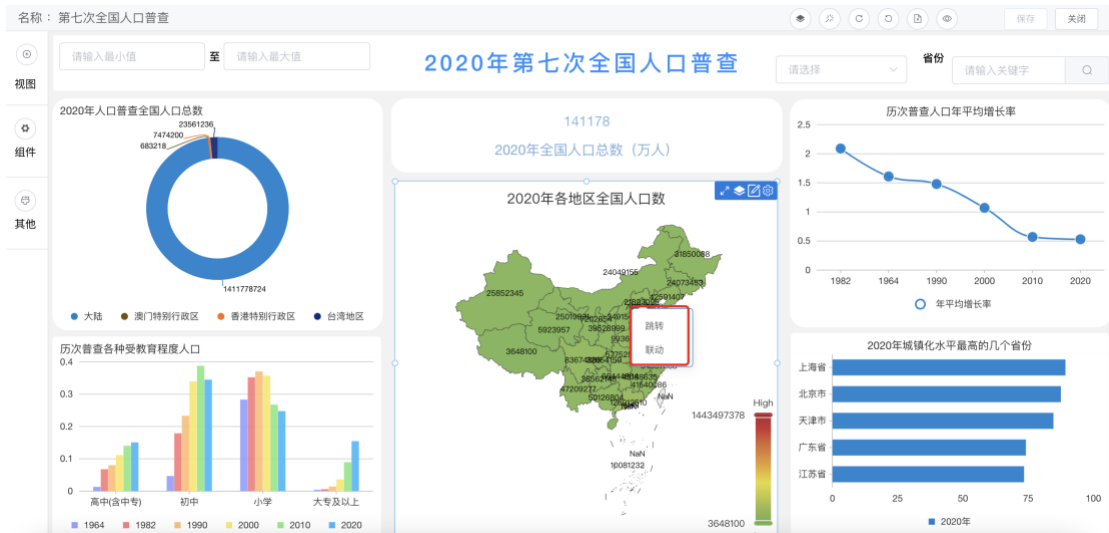 名称： 第七次全国人口普查
保存
关闭
视图
组件
其他
请输入最小值
至
请输入最大值
2020年第七次全国人口普查
请选择
省份
请输入关键字
2020年人口普查全国人口总数
23561236
7474200
683218
1411778724
大陆
澳门特别行政区
香港特别行政区
台湾地区
141178
2020年全国人口总数（万人）
历次普查人口年平均增长率
2.5
2
1.5
1
0.5
0
1982
1964
1990
2000
2010
2020
年平均增长率
2020年各地区全国人口数
31850088
24049155
24073453
25852345
5923957
3648100
跳转
联动
47209277
NaN
NaN
10081232
High
1443497378
3648100
历次普查各种受教育程度人口
0.4
0.3
0.2
0.1
0
高中(含中专)
初中
小学
大专及以上
1964
1982
1990
2000
2010
2020
2020年城镇化水平最高的几个省份
上海省
北京市
天津市
广东省
江苏省
0
25
50
75
100
2020年